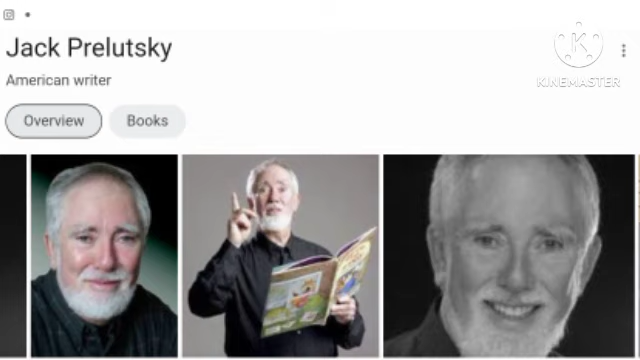 Jack Prelutsky
American writer
Overview
Books
K
KINEMASTER